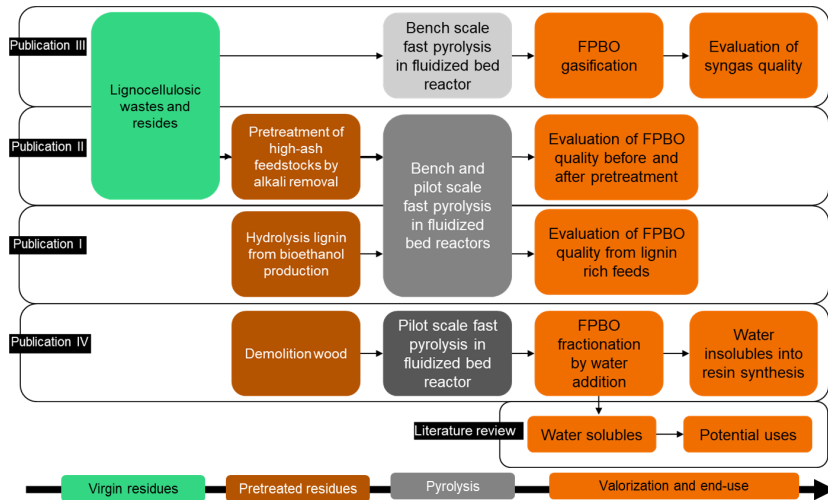 Publication III
Lignocellulosic
wastes and
resides
Bench scale
fast pyrolysis
in fluidized bed
reactor
FPBO
gasification
Evaluation of
syngas quality
Publication II
Pretreatment of
high-ash
feedstocks by
alkali removal
Bench and
pilot scale
fast pyrolysis
in fluidized
bed reactors
Evaluation of FPBO
quality before and
after pretreatment
Publication I
Hydrolysis lignin
from bioethanol
production
Evaluation of FPBO
quality from lignin
rich feeds
Publication IV
Demolition wood
Pilot scale fast
pyrolysis in
fluidized bed
reactor
FPBO
fractionation
by water
addition
Water
insolubles into
resin synthesis
Literature review
Water solubles
Potential uses
Virgin residues
Pretreated residues
Pyrolysis
Valorization and end-use